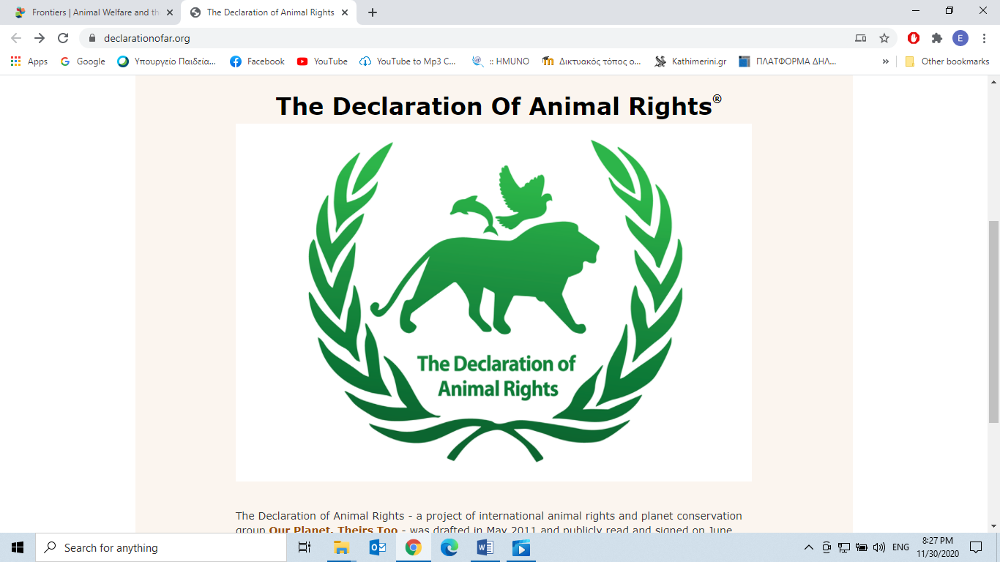 Frontiers | Animal Welfare and th
The Declaration of Animal Rights
declarationofar.org
E
Apps
Google
Υπουργείο Παιδεία...
Facebook
YouTube
YouTube to Mp3 C...
:: HMUNO
Δικτυακός τόπος ο...
Kathimerini.gr
ΠΛΑΤΦΟΡΜΑ ΔΗΛ...
»
Other bookmarks
The Declaration Of Animal Rights®
The Declaration of
Animal Rights
The Declaration of Animal Rights - a project of international animal rights and planet conservation
group Our Planet. Theirs Too - was drafted in May 2011 and publicly read and signed on June
Search for anything
ENG
8:27 PM
11/30/2020